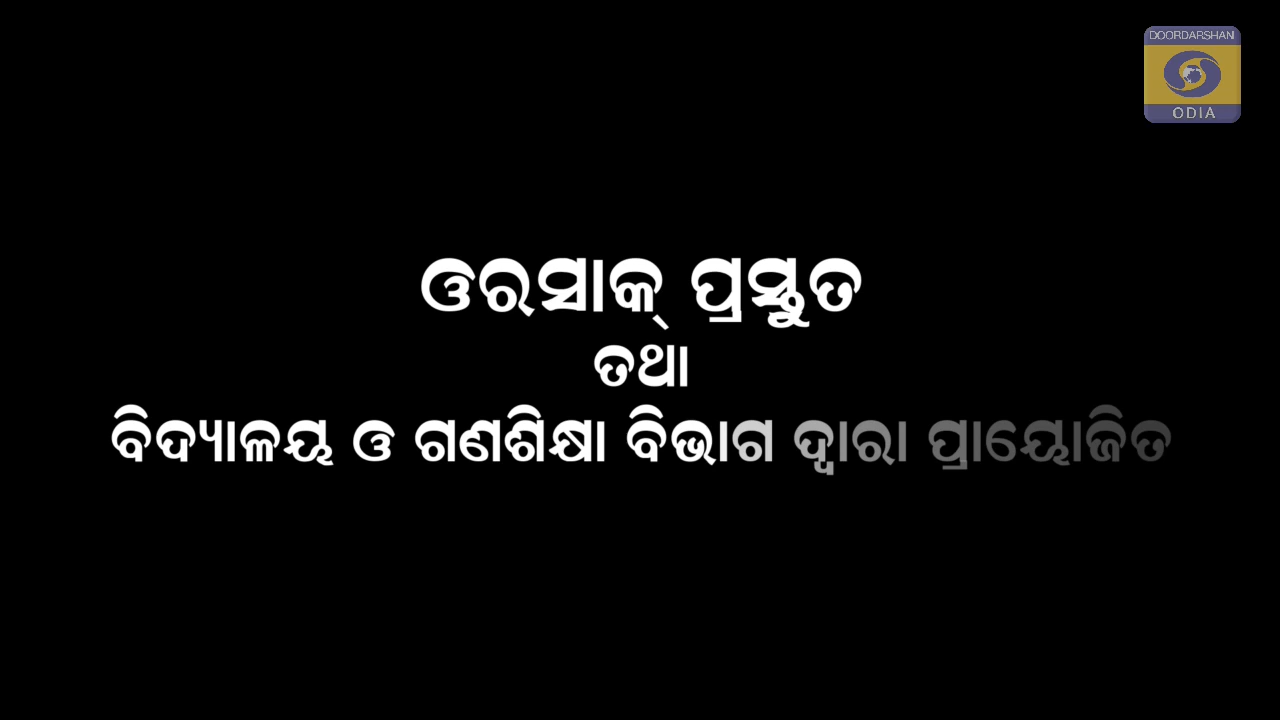 DOORDARSHAN
ODIA
ଓରସାକ୍ ପ୍ରସ୍ତୁତ
ତଥା
ବିଦ୍ୟାଳୟ ଓ ଗଣଶିକ୍ଷା ବିଭାଗ ଦ୍ୱାରା ପ୍ରାୟୋଜିତ